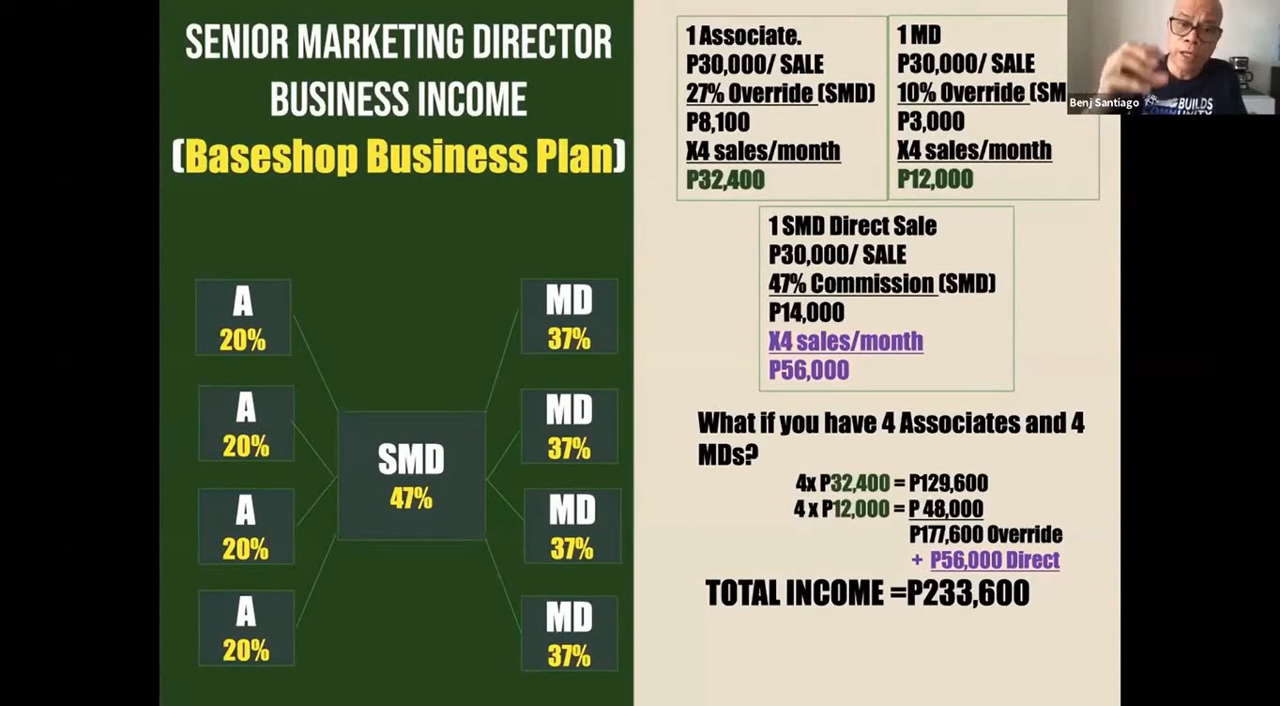 SENIOR MARKETING DIRECTOR
BUSINESS INCOME
(Baseshop Business Plan)
A
20%
A
20%
A
20%
A
20%
SMD
47%
MD
37%
MD
37%
MD
37%
MD
37%
1 Associate.
P30,000/ SALE
27% Override (SMD)
P8,100
X4 sales/month
P32,400
1 MD
P30,000/ SALE
10% Override (SM
P3,000
X4 sales/month
P12,000
Benj Santiago
BUILDS
1 SMD Direct Sale
P30,000/ SALE
47% Commission (SMD)
P14,000
X4 sales/month
P56,000
What if you have 4 Associates and 4
MDs?
4x P32,400 = P129,600
4 x P12,000 = P 48,000
P177,600 Override
+ P56,000 Direct
TOTAL INCOME =P233,600